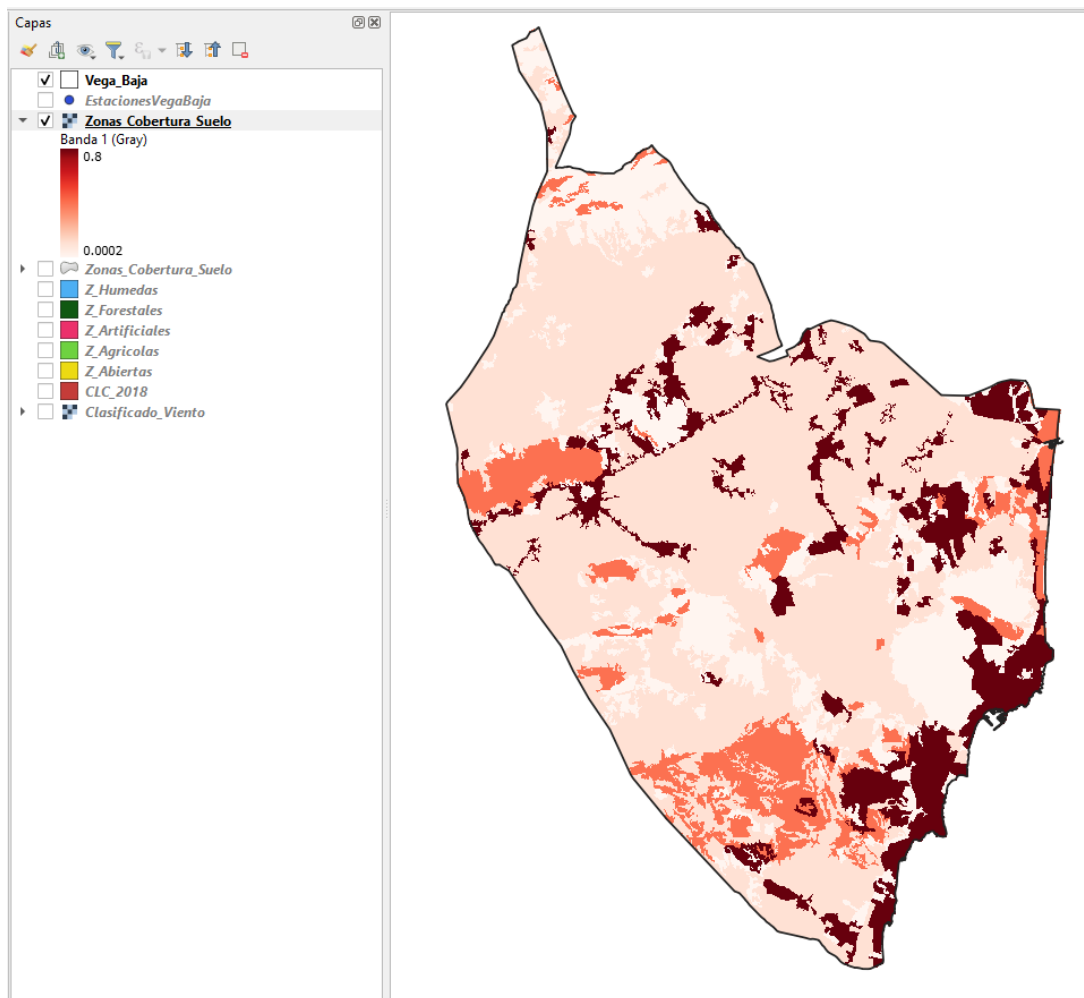 Capas
Vega_Baja
EstacionesVegaBaja
Zonas_Cobertura_Suelo
Banda 1 (Gray)
0.8
0.0002
Zonas_Cobertura_Suelo
Z_Humedas
Z_Forestales
Z_Artificiales
Z_Agricolas
Z_Abiertas
CLC_2018
Clasificado_Viento